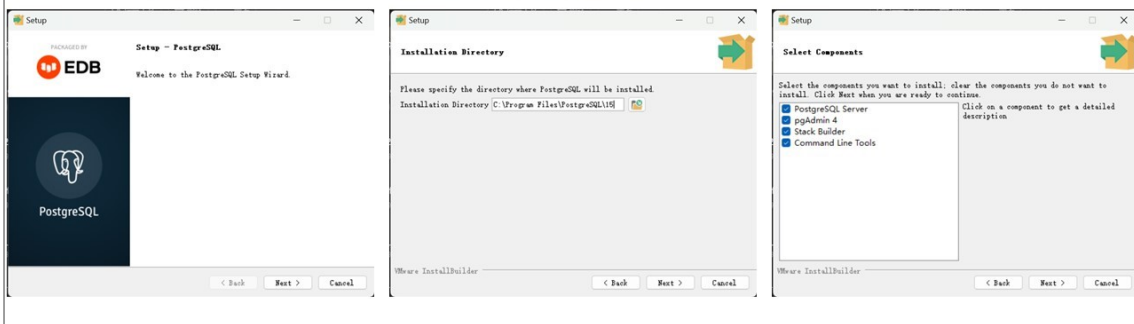 Setup
PACKAGED BY
EDB
PostgreSQL
Setup - PostgreSQL
Welcome to the PostgreSQL Setup Wizard.
< Back
Next >
Cancel
Setup
Installation Directory
Please specify the directory where PostgreSQL will be installed.
Installation Directory C:\Program Files\PostgreSQL\15
VMware InstallBuilder
< Back
Next >
Cancel
Setup
Select Components
Select the components you want to install; clear the components you do not want to
install. Click Next when you are ready to continue.
PostgreSQL Server
pgAdmin 4
Stack Builder
Command Line Tools
Click on a component to get a detailed
description
VMware InstallBuilder
< Back
Next >
Cancel